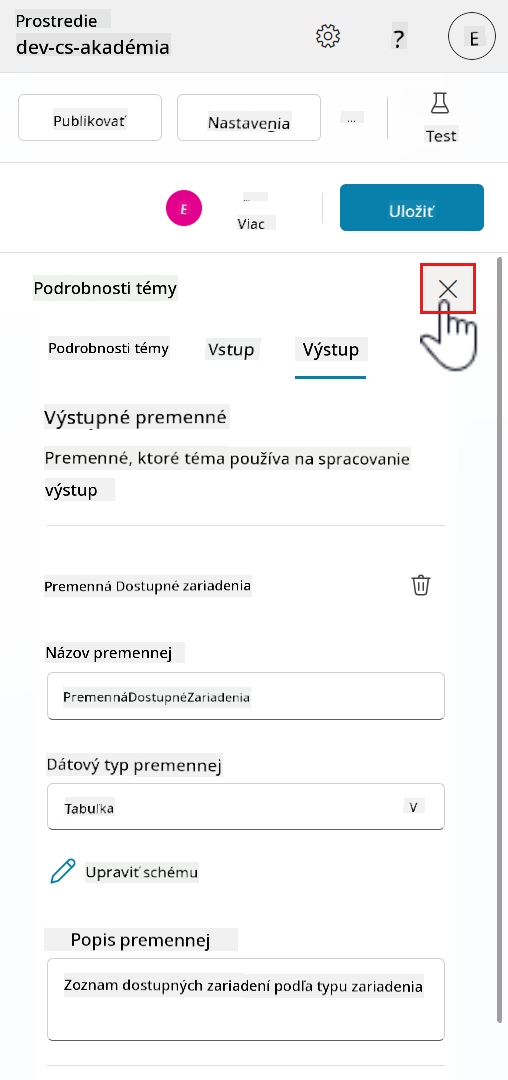 Prostredie
dev-cs-akadémia
?
E
Publikovať
Nastavenia
...
Test
E
...
Viac
Uložiť
Podrobnosti témy
Podrobnosti témy Vstup Výstup
Výstupné premenné
Premenné, ktoré téma používa na spracovanie
výstup
Premenná Dostupné zariadenia
Názov premennej
PremennáDostupnéZariadenia
Dátový typ premennej
Tabuľka
V
Upraviť schému
Popis premennej
Zoznam dostupných zariadení podľa typu zariadenia